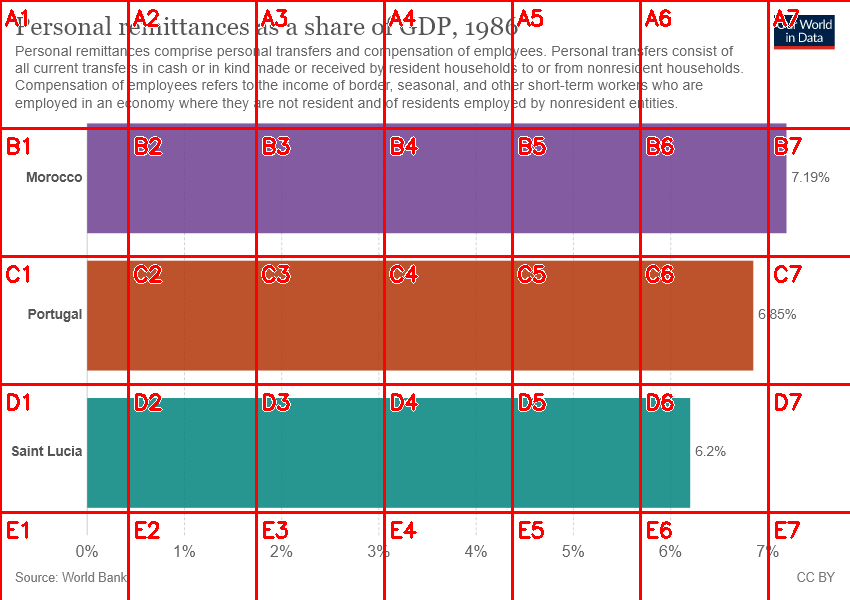 Personal remittances as a share of GDP, 1986
Our World
in Data
Personal remittances comprise personal transfers and compensation of employees. Personal transfers consist of
all current transfers in cash or in kind made or received by resident households to or from nonresident households.
Compensation of employees refers to the income of border, seasonal, and other short-term workers who are
employed in an economy where they are not resident and of residents employed by nonresident entities.
A1 A2 A3 A4 A5 A6 A7
B1 B2 B3 B4 B5 B6 B7
Morocco 7.19%
C1 C2 C3 C4 C5 C6 C7
Portugal 6.85%
D1 D2 D3 D4 D5 D6 D7
Saint Lucia 6.2%
E1 E2 E3 E4 E5 E6 E7
0% 1% 2% 3% 4% 5% 6% 7%
Source: World Bank
CC BY